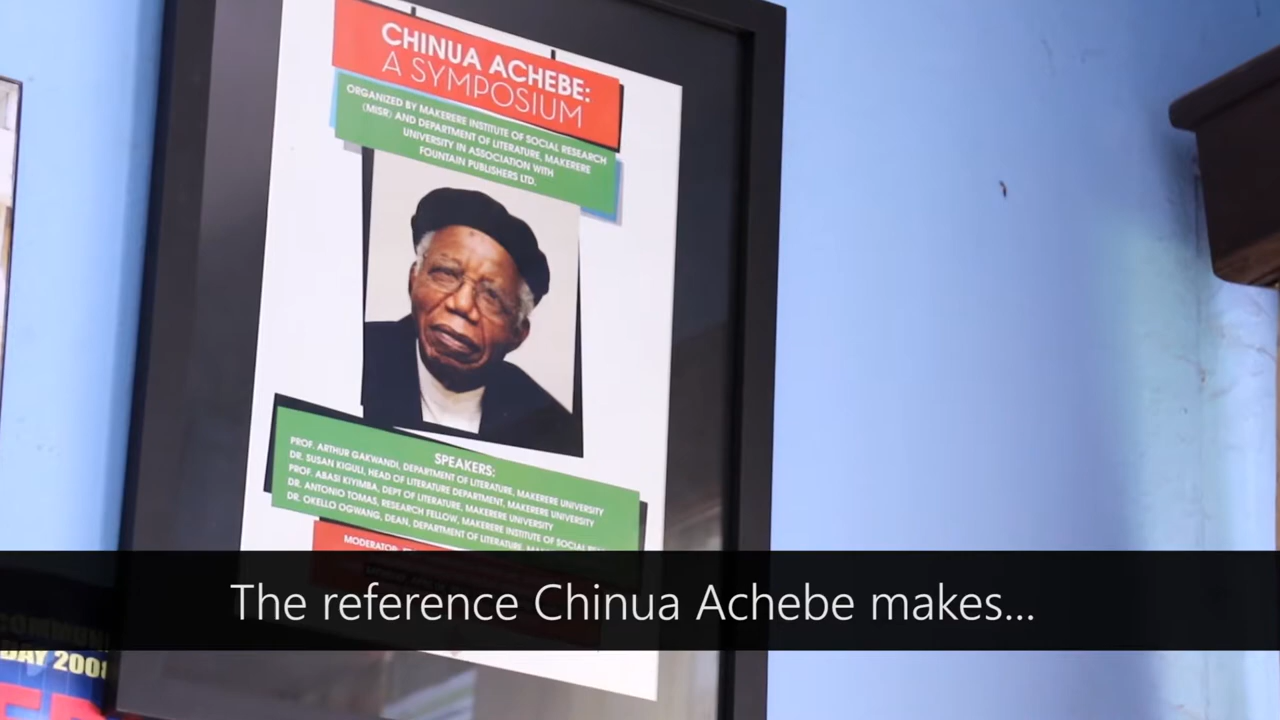 CHINUA ACHEBE:
A SYMPOSIUM
ORGANIZED BY MAKERERE INSTITUTE OF SOCIAL RESEARCH
(MISR) AND DEPARTMENT OF LITERATURE, MAKERERE
UNIVERSITY IN ASSOCIATION WITH
FOUNTAIN PUBLISHERS LTD.
SPEAKERS:
PROF. ARTHUR GAKWANDI, DEPARTMENT OF LITERATURE, MAKERERE UNIVERSITY
DR. SUSAN KIGULI, HEAD OF LITERATURE DEPARTMENT, MAKERERE UNIVERSITY
PROF. ABASI KIYIMBA, DEPT OF LITERATURE, MAKERERE UNIVERSITY
DR. ANTONIO TOMAS, RESEARCH FELLOW, MAKERERE INSTITUTE OF SOCIAL
DR. OKELLO OGWANG, DEAN, DEPARTMENT OF LITERATURE,
MODERATOR:
The reference Chinua Achebe makes...
DAY 2008